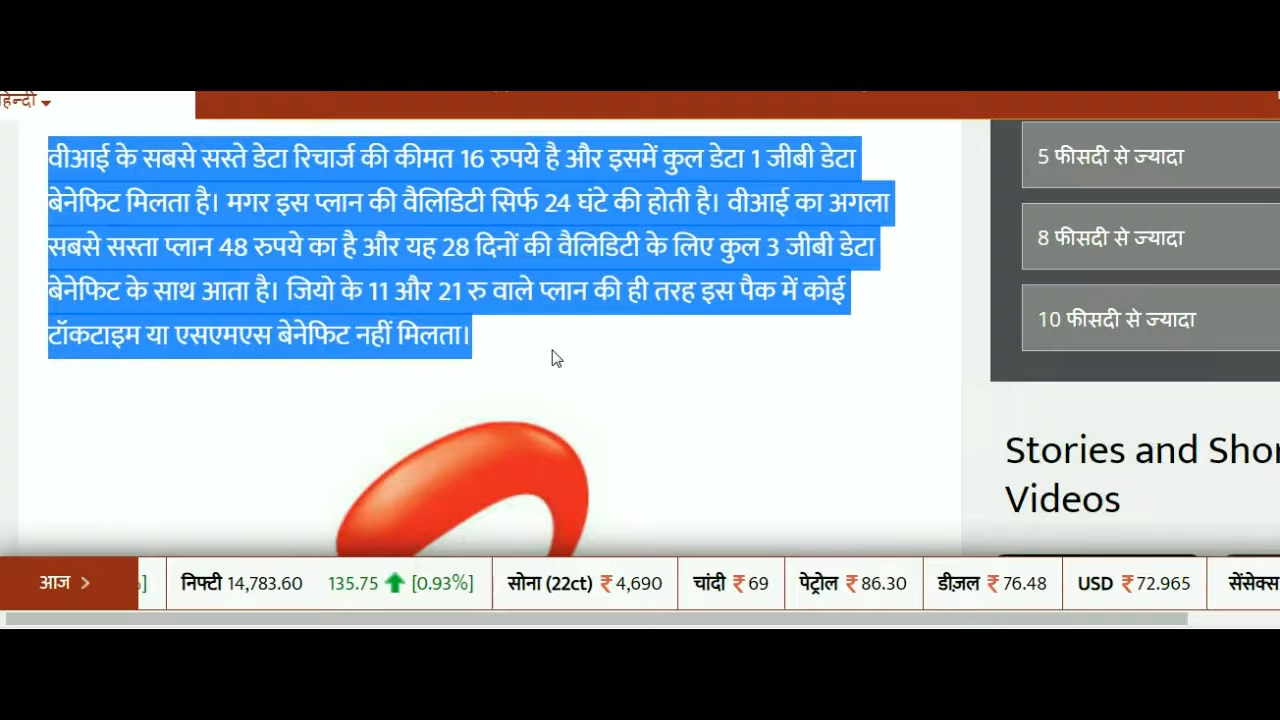 हिन्दी
वीआई के सबसे सस्ते डेटा रिचार्ज की कीमत 16 रुपये है और इसमें कुल डेटा 1 जीबी डेटा
बेनेफिट मिलता है। मगर इस प्लान की वैलिडिटी सिर्फ 24 घंटे की होती है। वीआई का अगला
सबसे सस्ता प्लान 48 रुपये का है और यह 28 दिनों की वैलिडिटी के लिए कुल 3 जीबी डेटा
बेनेफिट के साथ आता है। जियो के 11 और 21 रु वाले प्लान की ही तरह इस पैक में कोई
टॉकटाइम या एसएमएस बेनेफिट नहीं मिलता।
5 फीसदी से ज्यादा
8 फीसदी से ज्यादा
10 फीसदी से ज्यादा
Stories and Shor
Videos
आज > ] निफ्टी 14,783.60 135.75 [0.93%] सोना (22ct) ₹ 4,690 चांदी ₹ 69 पेट्रोल ₹ 86.30 डीज़ल ₹ 76.48 USD ₹ 72.965 सेंसेक्स